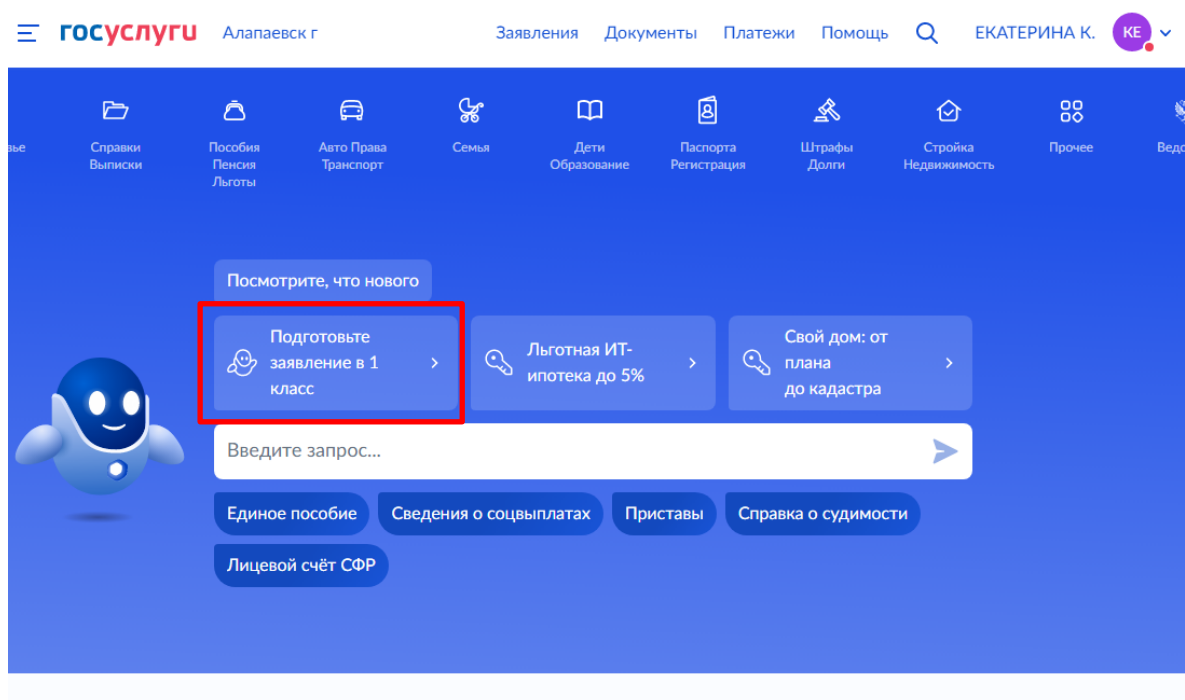 госуслуги Алапаевск г Заявления Документы Платежи Помощь ЕКАТЕРИНА К. КЕ
вье
Справки
Выписки
Пособия
Пенсия
Льготы
Авто Права
Транспорт
Семья
Дети
Образование
Паспорта
Регистрация
Штрафы
Долги
Стройка
Недвижимость
Прочее
Ведо
Посмотрите, что нового
Подготовьте
заявление в 1
класс
Льготная ИТ-
ипотека до 5%
Свой дом: от
плана
до кадастра
Введите запрос...
Единое пособие Сведения о соцвыплатах Приставы Справка о судимости
Лицевой счёт СФР